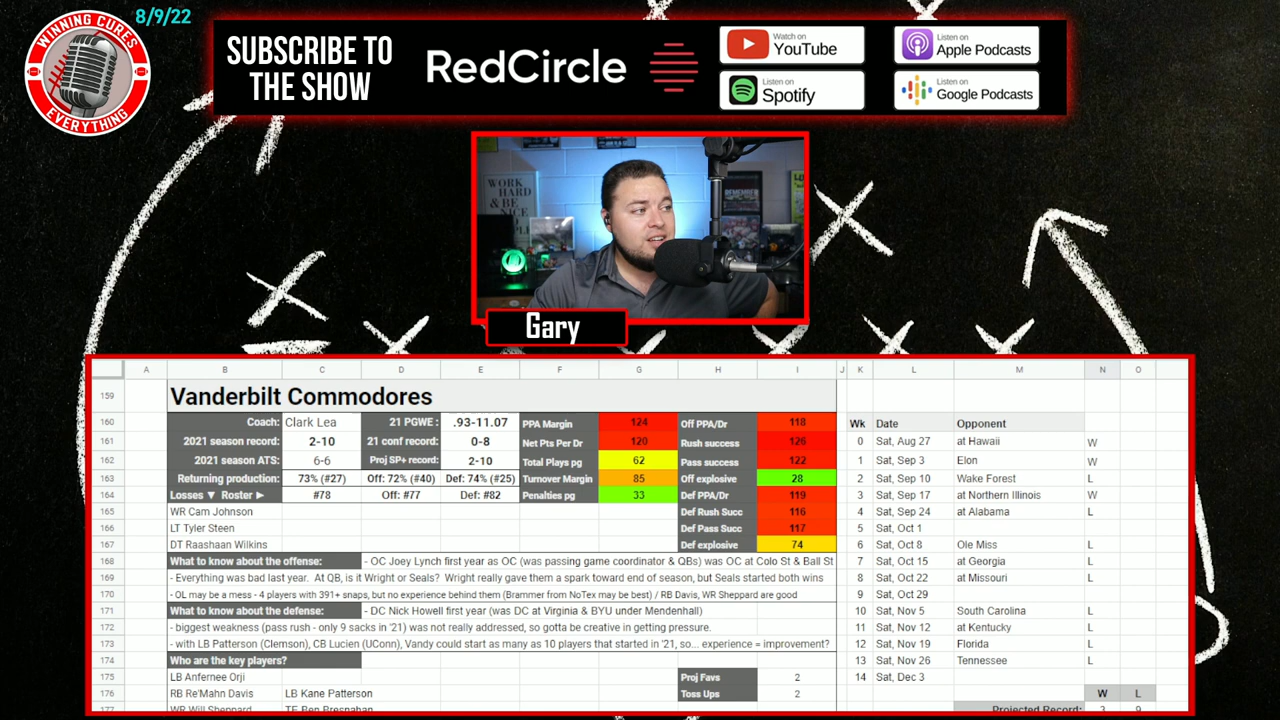 8/9/22
WINNING CURES
EVERYTHING
SUBSCRIBE TO
THE SHOW
RedCircle
Watch on
YouTube
Listen on
Spotify
Listen on
Apple Podcasts
Listen on
Google Podcasts
WORK
HARD
& BE
NICE
Gary
A B C D E F G H I J K L M N O
159 Vanderbilt Commodores
160 Coach: Clark Lea 21 PGWE : .93-11.07 PPA Margin 124 Off PPA/Dr 118 Wk Date Opponent
161 2021 season record: 2-10 21 conf record: 0-8 Net Pts Per Dr 120 Rush success 126 0 Sat, Aug 27 at Hawaii W
162 2021 season ATS: 6-6 Proj SP+ record: 2-10 Total Plays pg 62 Pass success 122 1 Sat, Sep 3 Elon W
163 Returning production: 73% (#27) Off: 72% (#40) Def: 74% (#25) Turnover Margin 85 Off explosive 28 2 Sat, Sep 10 Wake Forest L
164 Losses ▼ Roster ► #78 Off: #77 Def: #82 Penalties pg 33 Def PPA/Dr 119 3 Sat, Sep 17 at Northern Illinois W
165 WR Cam Johnson Def Rush Succ 116 4 Sat, Sep 24 at Alabama L
166 LT Tyler Steen Def Pass Succ 117 5 Sat, Oct 1
167 DT Raashaan Wilkins Def explosive 74 6 Sat, Oct 8 Ole Miss L
168 What to know about the offense: - OC Joey Lynch first year as OC (was passing game coordinator & QBs) was OC at Colo St & Ball St 7 Sat, Oct 15 at Georgia L
169 - Everything was bad last year. At QB, is it Wright or Seals? Wright really gave them a spark toward end of season, but Seals started both wins 8 Sat, Oct 22 at Missouri L
170 - OL may be a mess - 4 players with 391+ snaps, but no experience behind them (Brammer from NoTex may be best) / RB Davis, WR Sheppard are good 9 Sat, Oct 29
171 What to know about the defense: - DC Nick Howell first year (was DC at Virginia & BYU under Mendenhall) 10 Sat, Nov 5 South Carolina L
172 - biggest weakness (pass rush - only 9 sacks in '21) was not really addressed, so gotta be creative in getting pressure. 11 Sat, Nov 12 at Kentucky L
173 - with LB Patterson (Clemson), CB Lucien (UConn), Vandy could start as many as 10 players that started in '21, so... experience = improvement? 12 Sat, Nov 19 Florida L
174 Who are the key players? 13 Sat, Nov 26 Tennessee L
175 LB Anfernee Orji Proj Favs 2 14 Sat, Dec 3
176 RB Re'Mahn Davis LB Kane Patterson Toss Ups 2 W L
177 WR Will Sheppard TE Ben Bresnahan Projected Record: 3 9